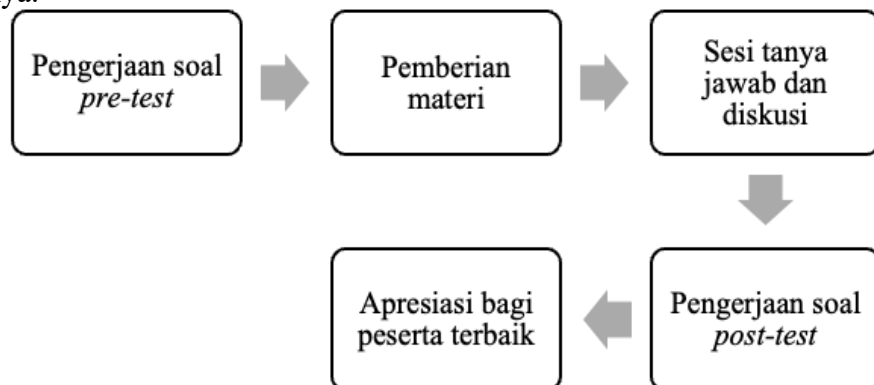 ya.
Pengerjaan soal
pre-test
Pemberian
materi
Sesi tanya
jawab dan
diskusi
Pengerjaan soal
post-test
Apresiasi bagi
peserta terbaik